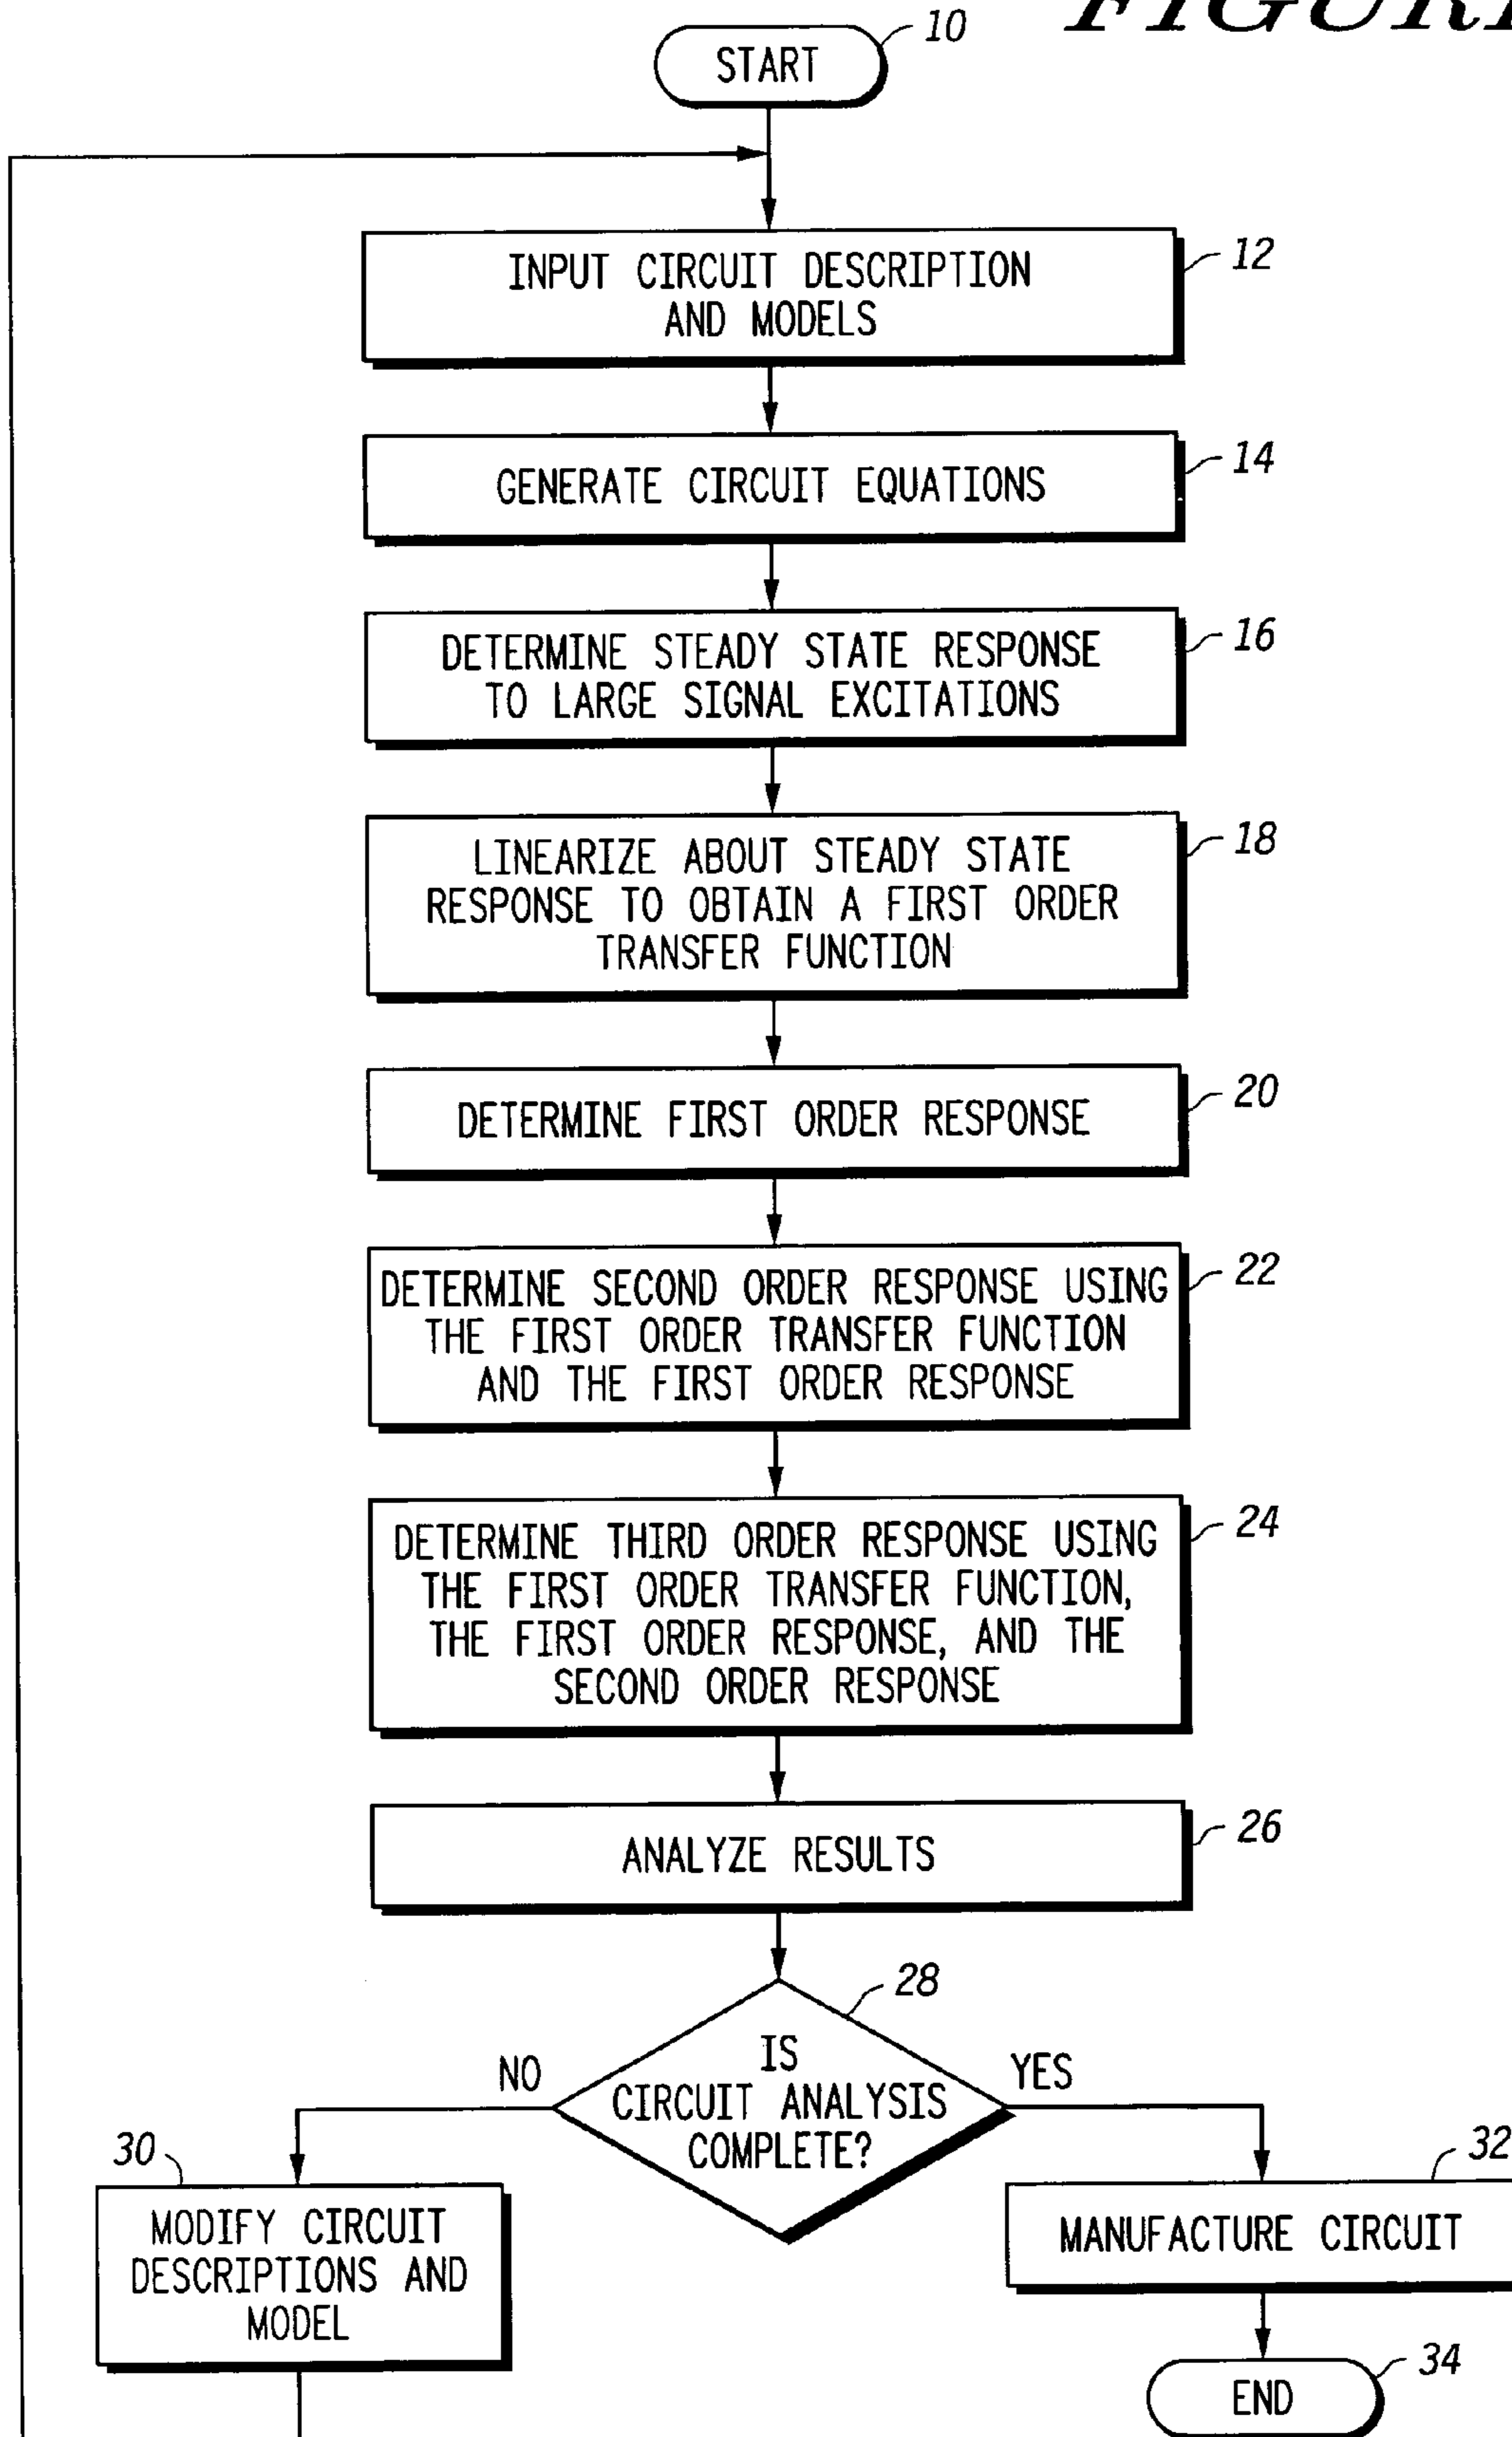 FIGURE
10
START
INPUT CIRCUIT DESCRIPTION
AND MODELS
12
GENERATE CIRCUIT EQUATIONS
14
DETERMINE STEADY STATE RESPONSE
TO LARGE SIGNAL EXCITATIONS
16
LINEARIZE ABOUT STEADY STATE
RESPONSE TO OBTAIN A FIRST ORDER
TRANSFER FUNCTION
18
DETERMINE FIRST ORDER RESPONSE
20
DETERMINE SECOND ORDER RESPONSE USING
THE FIRST ORDER TRANSFER FUNCTION
AND THE FIRST ORDER RESPONSE
22
DETERMINE THIRD ORDER RESPONSE USING
THE FIRST ORDER TRANSFER FUNCTION,
THE FIRST ORDER RESPONSE, AND THE
SECOND ORDER RESPONSE
24
ANALYZE RESULTS
26
28
IS
CIRCUIT ANALYSIS
COMPLETE?
NO
YES
30
MODIFY CIRCUIT
DESCRIPTIONS AND
MODEL
32
MANUFACTURE CIRCUIT
END
34